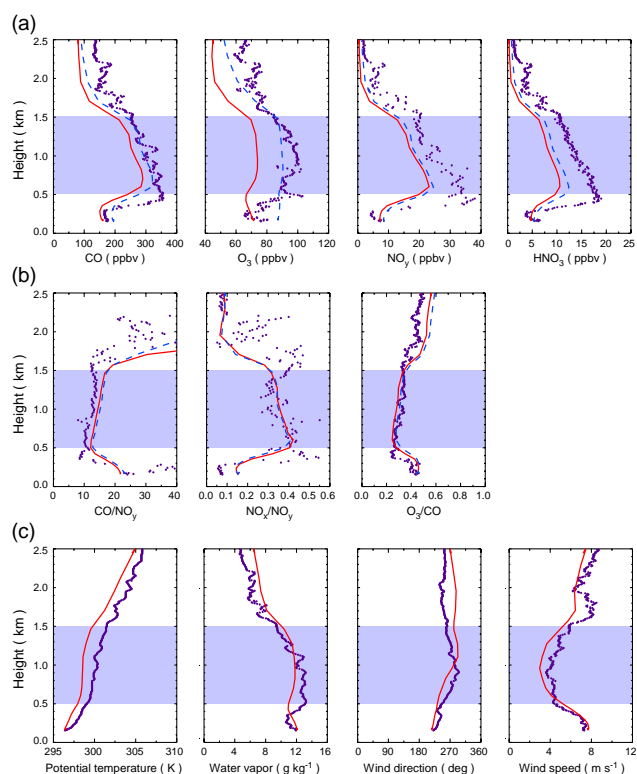 (a)
2.5
2.0
1.5
1.0
0.5
0.0
Height ( km )
0 100 200 300 400
CO ( ppbv )
40 60 80 100 120
O3 ( ppbv )
0 10 20 30 40
NOy ( ppbv )
0 5 10 15 20 25
HNO3 ( ppbv )
(b)
2.5
2.0
1.5
1.0
0.5
0.0
Height ( km )
0 10 20 30 40
CO/NOy
0.0 0.1 0.2 0.3 0.4 0.5 0.6
NOx/NOy
0.0 0.2 0.4 0.6 0.8 1.0
O3/CO
(c)
2.5
2.0
1.5
1.0
0.5
0.0
Height ( km )
295 300 305 310
Potential temperature ( K )
0 4 8 12 16
Water vapor ( g kg-1 )
0 90 180 270 360
Wind direction ( deg )
0 4 8 12
Wind speed ( m s-1 )